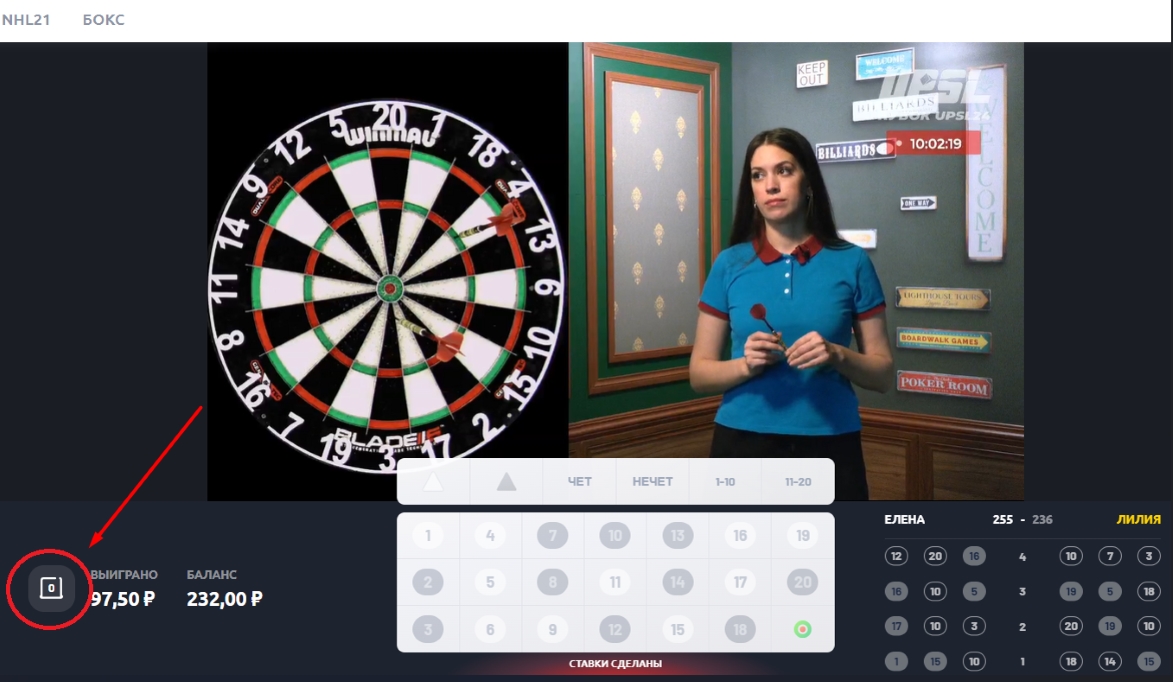 NHL21 БОКС
KEEP OUT
WELCOME
UPSL
BILLIARDS
КУБОК UPSL24
BILLIARDS
10:02:19
WELCOME
ONE WAY
LIGHTHOUSE TOURS
BOARDWALK GAMES
POKER ROOM
20 1 18 4 13 6 10 15 2 17 3 19 7 16 8 11 14 9 12 5
WINMAU
BLADE
ЧЕТ НЕЧЕТ 1-10 11-20
1 4 7 10 13 16 19
2 5 8 11 14 17 20
3 6 9 12 15 18
СТАВКИ СДЕЛАНЫ
0
ВЫИГРАНО БАЛАНС
97,50 ₽ 232,00 ₽
ЕЛЕНА 255 - 236 ЛИЛИЯ
12 20 16 4 10 7 3
16 10 5 3 19 5 18
17 10 3 2 20 19 10
1 15 10 1 18 14 15